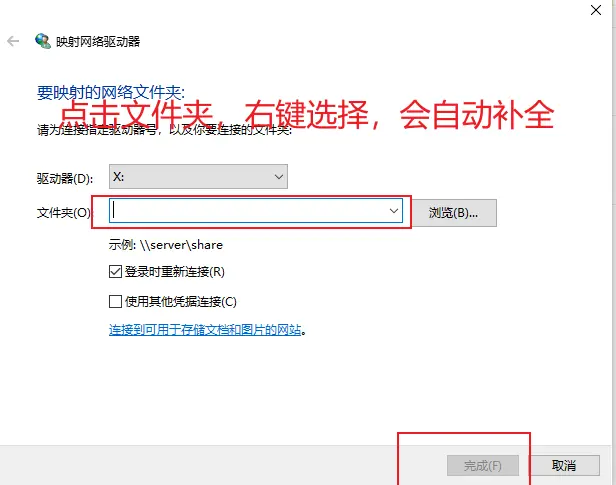 映射网络驱动器
要映射的网络文件夹:
点击文件夹，右键选择，会自动补全
请为连接指定驱动器号，以及你要连接的文件夹:
驱动器(D):
X:
文件夹(O)
浏览(B)...
示例: \\server\share
登录时重新连接(R)
使用其他凭据连接(C)
连接到可用于存储文档和图片的网站。
完成(F)
取消